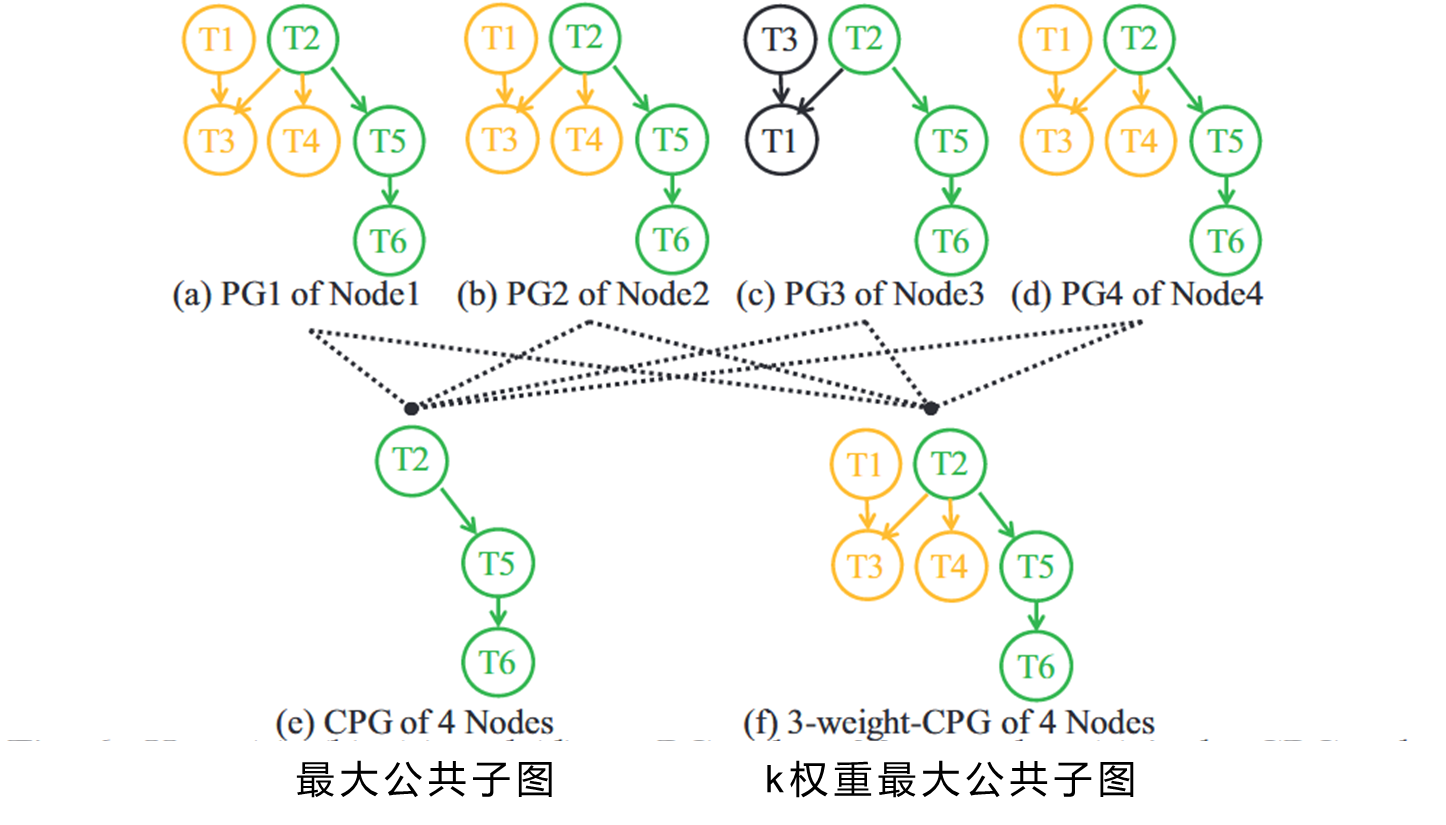 T1 T2 T1 T2 T3 T2 T1 T2
T3 T4 T5 T3 T4 T5 T1 T5 T3 T4 T5
T6 T6 T6 T6
(a) PG1 of Node1 (b) PG2 of Node2 (c) PG3 of Node3 (d) PG4 of Node4
T2 T1 T2
T5 T3 T4 T5
T6 T6
(e) CPG of 4 Nodes (f) 3-weight-CPG of 4 Nodes
最大公共子图 k权重最大公共子图